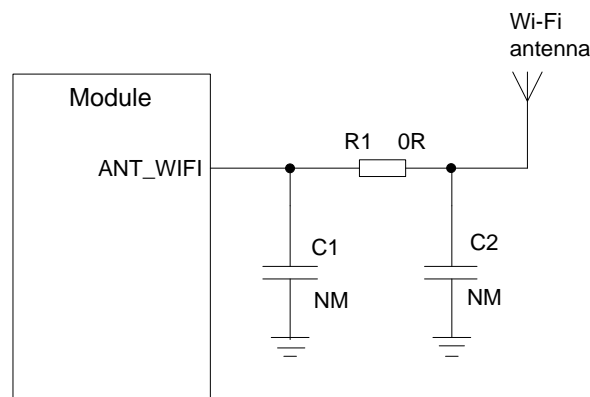 Wi-Fi
antenna
Module
R1 0R
ANT_WIFI
C1
C2
NM
NM